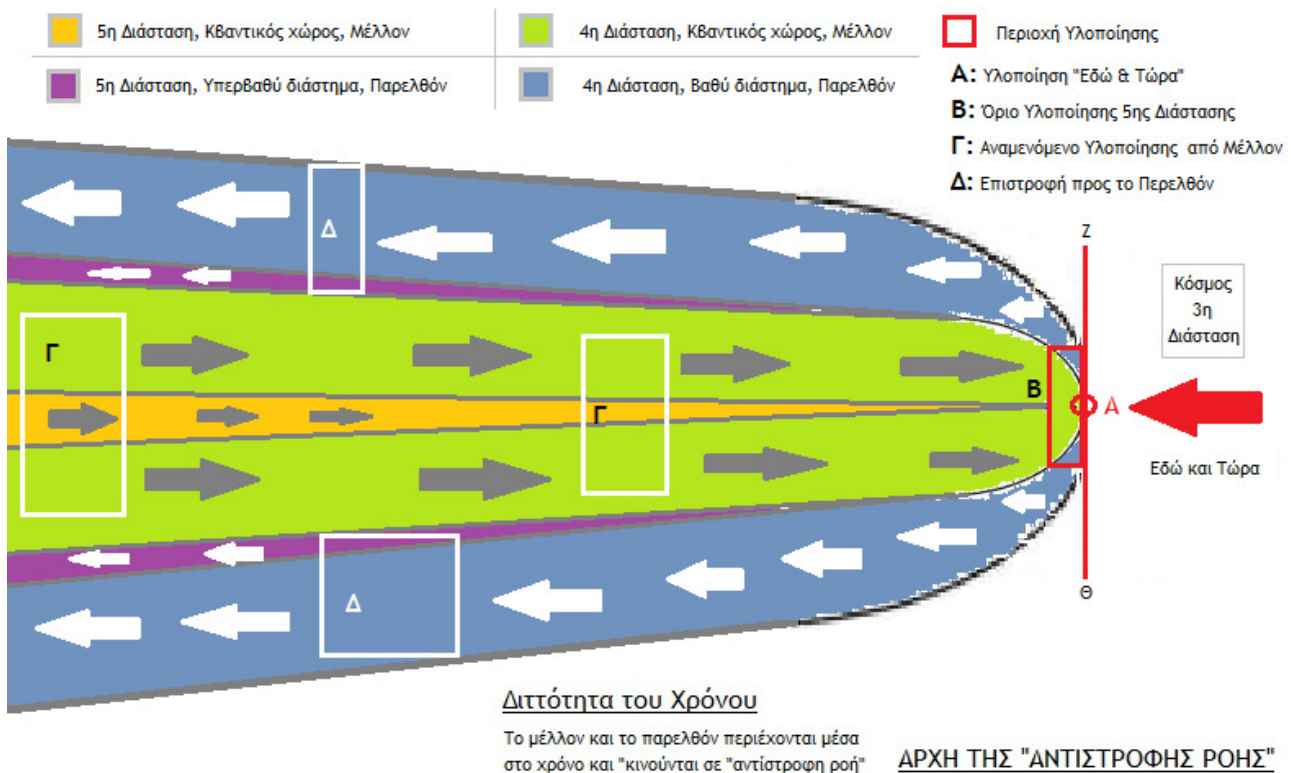 5η Διάσταση, Κβαντικός χώρος, Μέλλον
4η Διάσταση, Κβαντικός χώρος, Μέλλον
Περιοχή Υλοποίησης
5η Διάσταση, Υπερβαθύ διάστημα, Παρελθόν
4η Διάσταση, Βαθύ διάστημα, Παρελθόν
Α: Υλοποίηση "Εδώ & Τώρα"
Β: Όριο Υλοποίησης 5ης Διάστασης
Γ: Αναμενόμενο Υλοποίησης από Μέλλον
Δ: Επιστροφή προς το Περελθόν
Δ
Ζ
Κόσμος
3η
Διάσταση
Γ
Β
Α
Γ
Εδώ και Τώρα
Δ
Θ
Διττότητα του Χρόνου
Το μέλλον και το παρελθόν περιέχονται μέσα
στο χρόνο και "κινούνται σε "αντίστροφη ροή"
ΑΡΧΗ ΤΗΣ "ΑΝΤΙΣΤΡΟΦΗΣ ΡΟΗΣ"